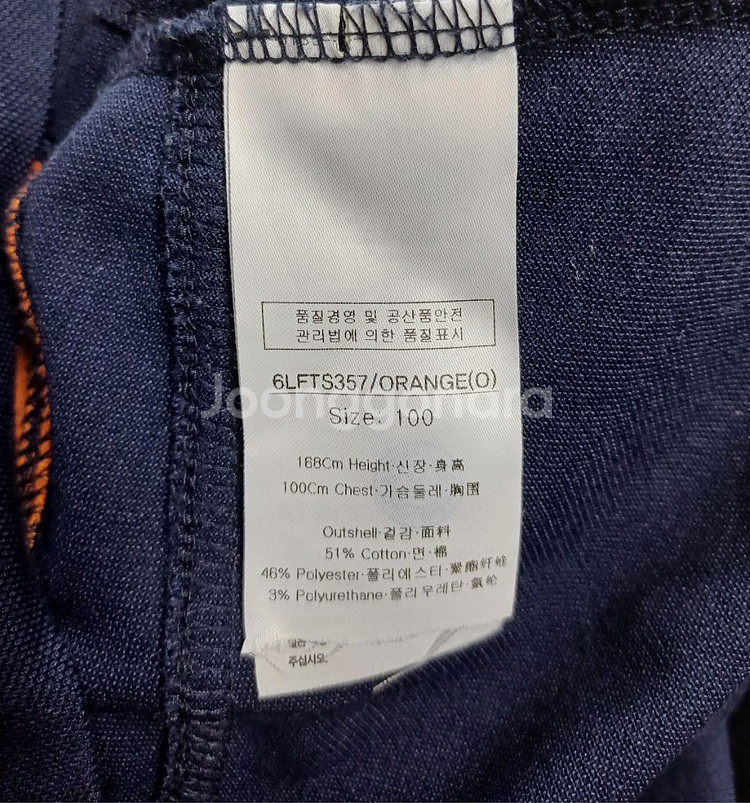 품질경영 및 공산품안전
관리법에 의한 품질표시
6LFTS357/ORANGE(O)
Joonggonara
Size. 100
168Cm Height·신장·身高
100Cm Chest·가슴둘레·胸围
Outshell·겉감·面料
51% Cotton·면·棉
46% Polyester·폴리에스터·聚酯纤维
3% Polyurethane·폴리우레탄·氨纶
주십시오.